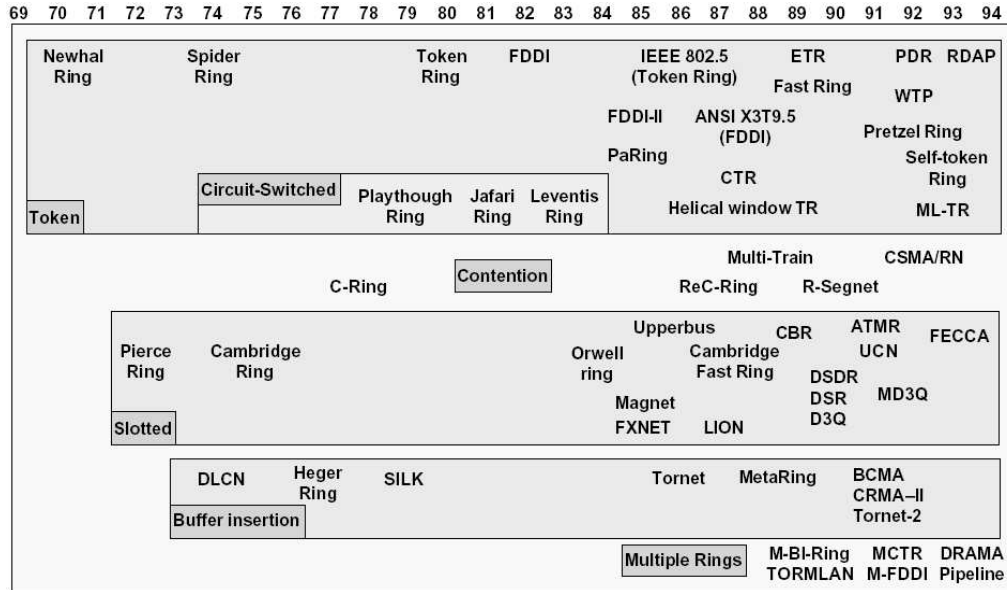 69 70 71 72 73 74 75 76 77 78 79 80 81 82 83 84 85 86 87 88 89 90 91 92 93 94
Newhal Ring
Spider Ring
Token Ring
FDDI
IEEE 802.5 (Token Ring)
ETR
PDR
RDAP
Fast Ring
WTP
FDDI-II
ANSI X3T9.5 (FDDI)
Pretzel Ring
PaRing
Self-token Ring
CTR
Circuit-Switched
Playthough Ring
Jafari Ring
Leventis Ring
Helical window TR
ML-TR
Token
Multi-Train
CSMA/RN
Contention
C-Ring
ReC-Ring
R-Segnet
Upperbus
CBR
ATMR
FECCA
Pierce Ring
Cambridge Ring
Orwell ring
Cambridge Fast Ring
UCN
DSDR
DSR
D3Q
MD3Q
Magnet
FXNET
LION
Slotted
DLCN
Heger Ring
SILK
Tornet
MetaRing
BCMA
CRMA–II
Tornet-2
Buffer insertion
Multiple Rings
M-BI-Ring
MCTR
DRAMA
TORMLAN
M-FDDI
Pipeline